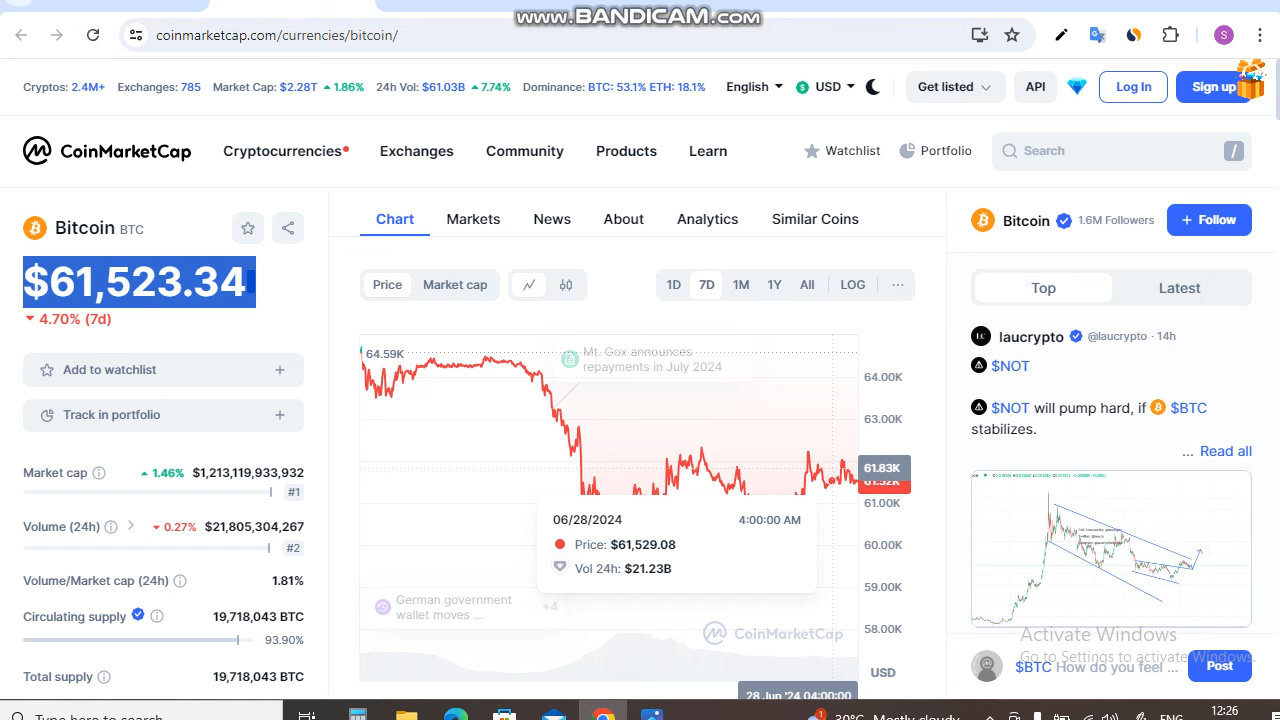 www.BANDICAM.com
coinmarketcap.com/currencies/bitcoin/
S
Cryptos: 2.4M+ Exchanges: 785 Market Cap: $2.28T 1.86% 24h Vol: $61.03B 7.74% Dominance: BTC: 53.1% ETH: 18.1% English USD Get listed API Log In Sign up
CoinMarketCap Cryptocurrencies Exchanges Community Products Learn Watchlist Portfolio Search /
Bitcoin BTC
$61,523.34
4.70% (7d)
Add to watchlist +
Track in portfolio +
Market cap 1.46% $1,213,119,933,932
#1
Volume (24h) 0.27% $21,805,304,267
#2
Volume/Market cap (24h) 1.81%
Circulating supply 19,718,043 BTC
93.90%
Total supply 19,718,043 BTC
Chart Markets News About Analytics Similar Coins
Price Market cap 1D 7D 1M 1Y All LOG ...
64.59K
Mt. Gox announces
repayments in July 2024
64.00K
63.00K
61.83K
61.52K
61.00K
60.00K
59.00K
58.00K
06/28/2024 4:00:00 AM
Price: $61,529.08
Vol 24h: $21.23B
German government
wallet moves ...
+4
CoinMarketCap
USD
28 Jun '24 04:00:00
Bitcoin 1.6M Followers + Follow
Top Latest
laucrypto @laucrypto · 14h
$NOT
$NOT will pump hard, if $BTC
stabilizes.
... Read all
Activate Windows
Go to Settings to activate Windows.
$BTC How do you feel ... Post
Type here to search
1
30°C Mostly cloudy
ENG
12:26